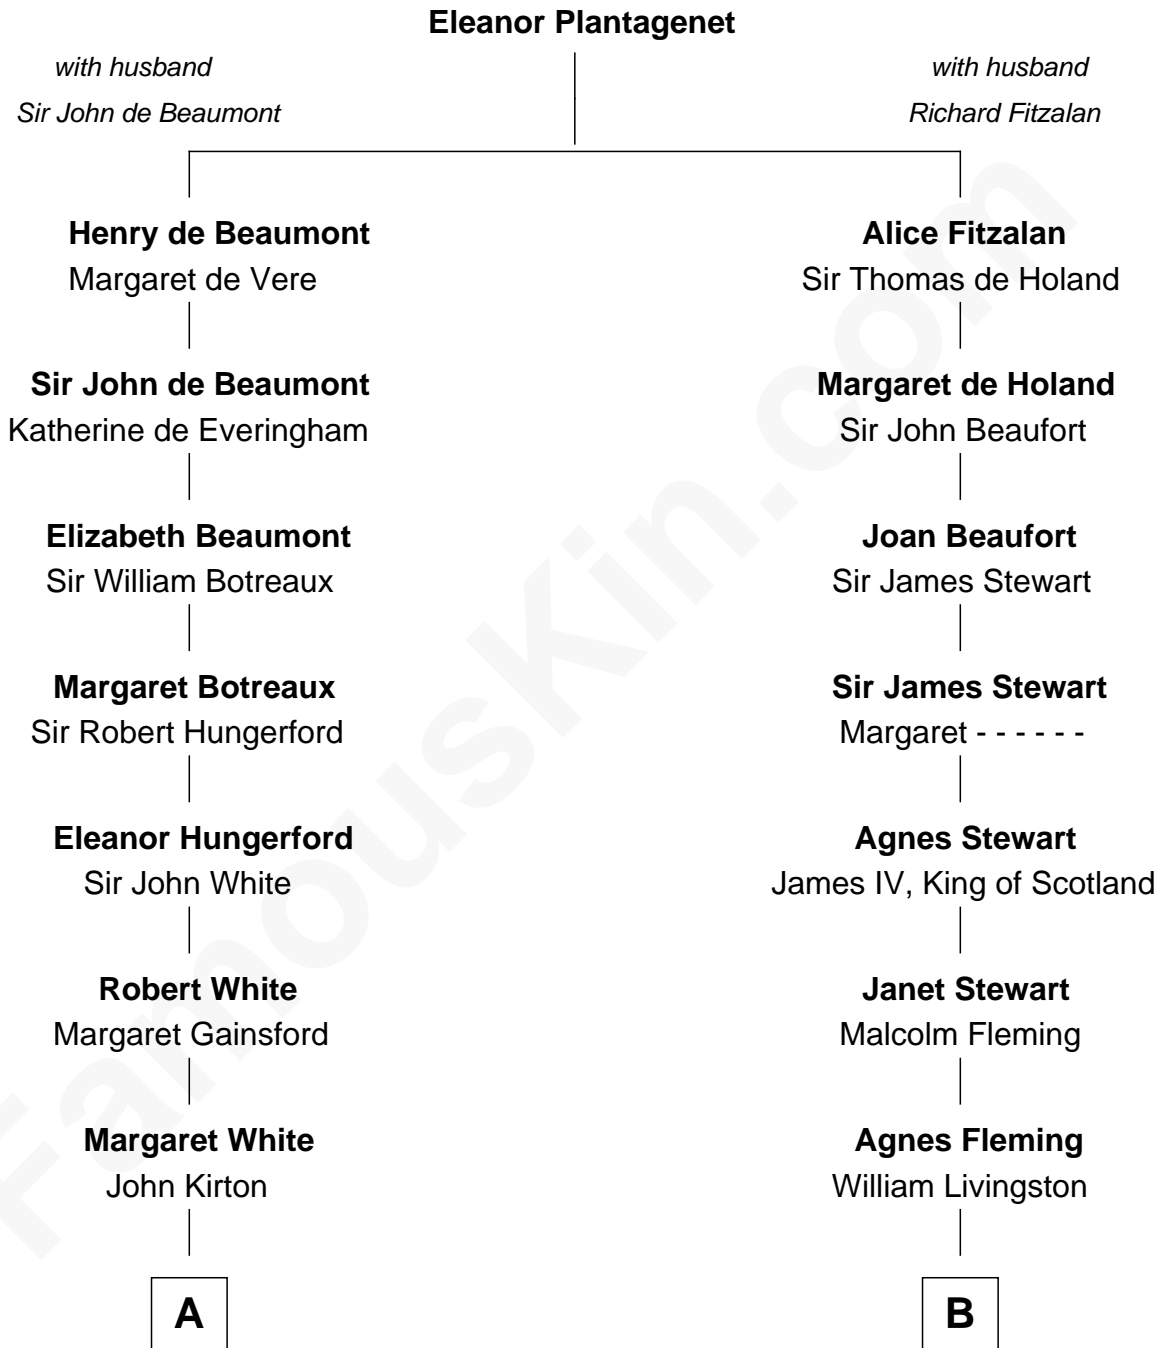 Eleanor Plantagenet
with husband
Sir John de Beaumont
with husband
Richard Fitzalan
Henry de Beaumont
Margaret de Vere
Alice Fitzalan
Sir Thomas de Holand
Sir John de Beaumont
Katherine de Everingham
Margaret de Holand
Sir John Beaufort
Elizabeth Beaumont
Sir William Botreaux
Joan Beaufort
Sir James Stewart
Margaret Botreaux
Sir Robert Hungerford
Sir James Stewart
Margaret - - - - - -
Eleanor Hungerford
Sir John White
Agnes Stewart
James IV, King of Scotland
Robert White
Margaret Gainsford
Janet Stewart
Malcolm Fleming
Margaret White
John Kirton
Agnes Fleming
William Livingston
A
B
FamousKin.com